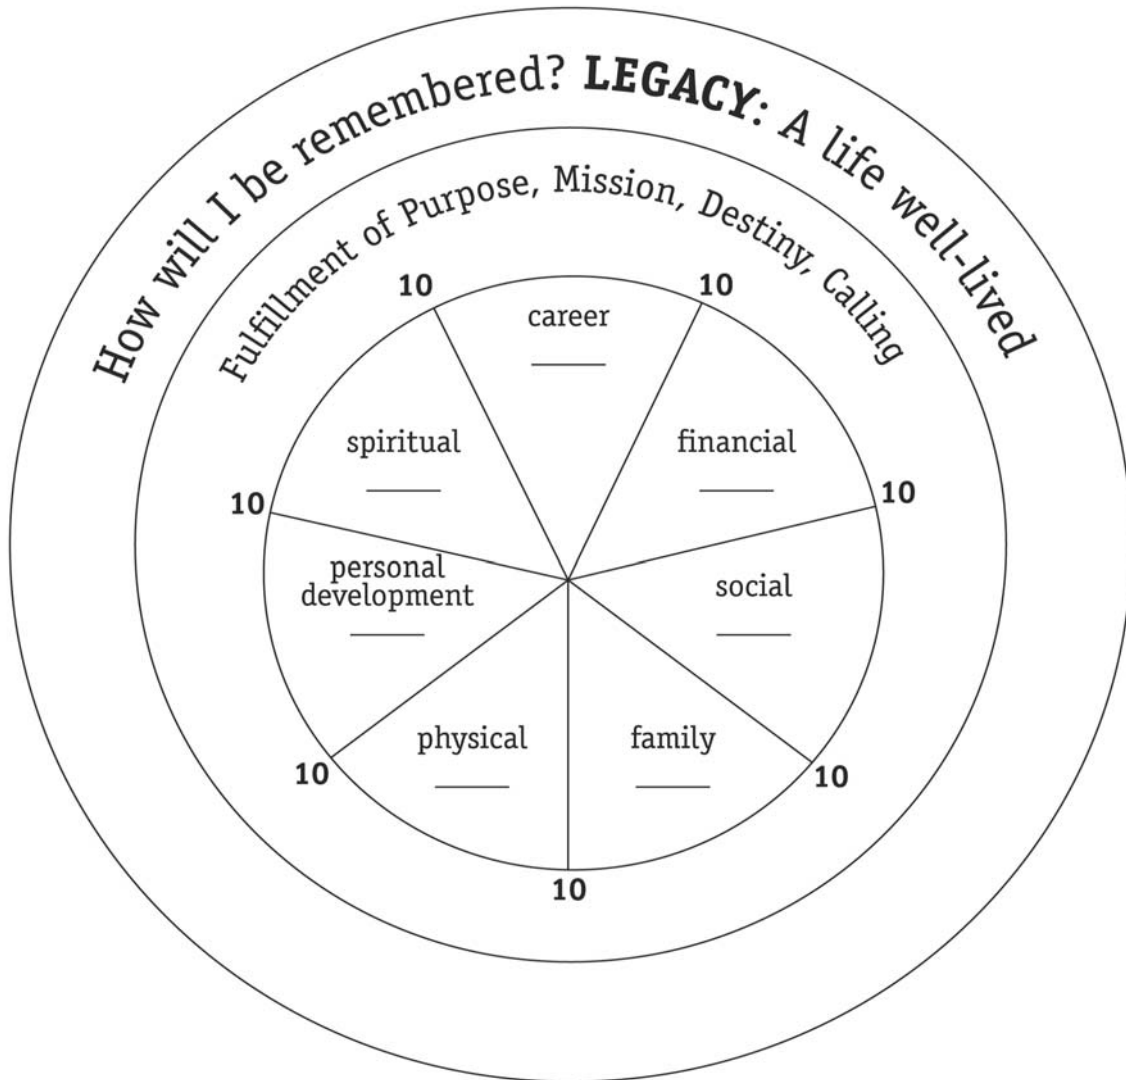 How will I be remembered? LEGACY: A life well-lived
Fulfillment of Purpose, Mission, Destiny, Calling
10
10
career
spiritual
financial
10
10
personal
development
social
physical
family
10
10
10